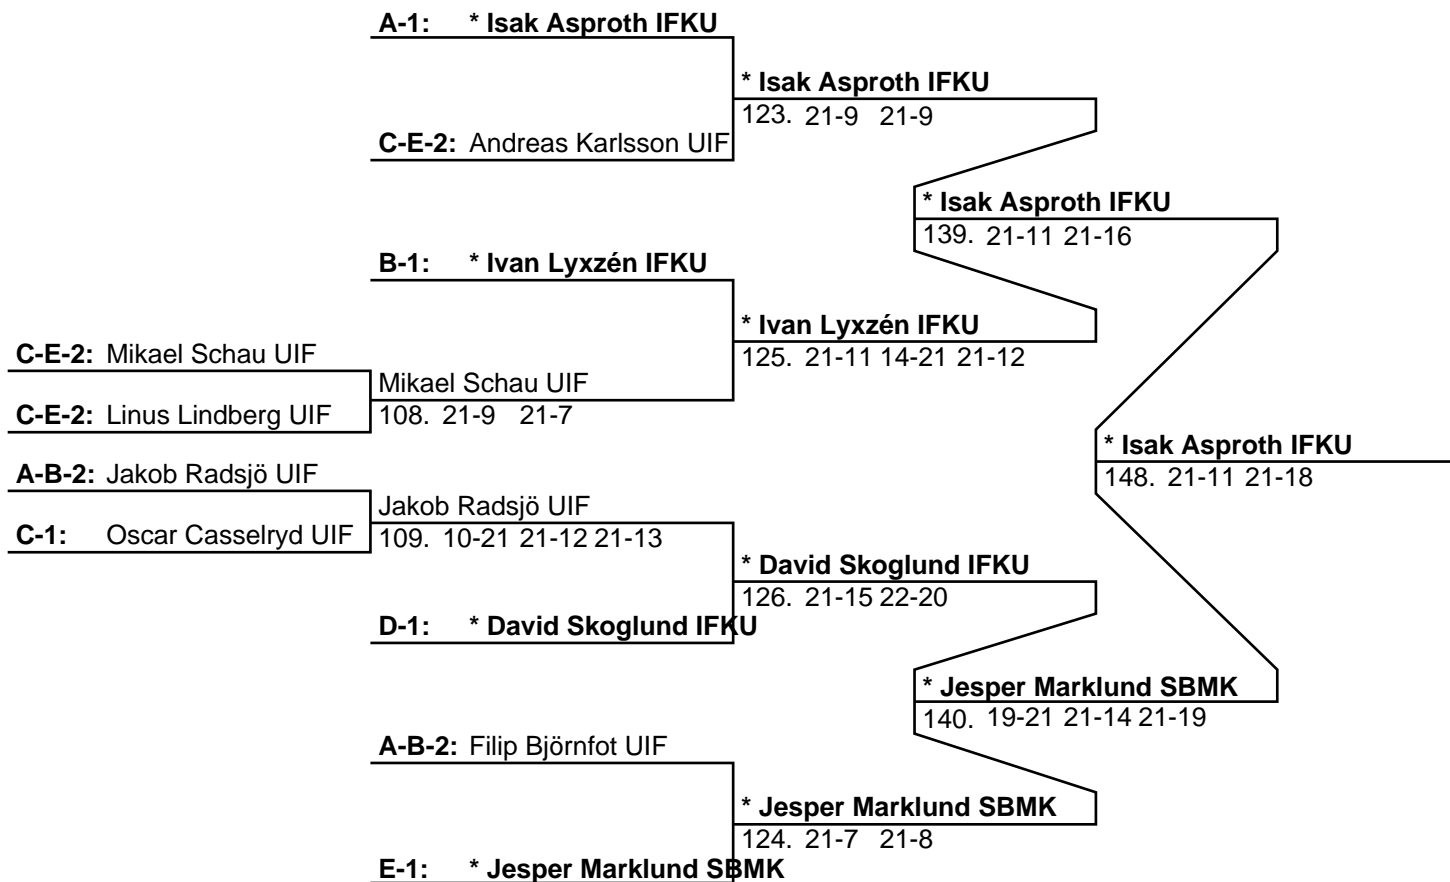 A-1: * Isak Asproth IFKU
* Isak Asproth IFKU
123. 21-9 21-9
C-E-2: Andreas Karlsson UIF
* Isak Asproth IFKU
139. 21-11 21-16
B-1: * Ivan Lyxzén IFKU
* Ivan Lyxzén IFKU
125. 21-11 14-21 21-12
C-E-2: Mikael Schau UIF
Mikael Schau UIF
108. 21-9 21-7
C-E-2: Linus Lindberg UIF
* Isak Asproth IFKU
148. 21-11 21-18
A-B-2: Jakob Radsjö UIF
Jakob Radsjö UIF
109. 10-21 21-12 21-13
C-1: Oscar Casselryd UIF
* David Skoglund IFKU
126. 21-15 22-20
D-1: * David Skoglund IFKU
* Jesper Marklund SBMK
140. 19-21 21-14 21-19
A-B-2: Filip Björnfot UIF
* Jesper Marklund SBMK
124. 21-7 21-8
E-1: * Jesper Marklund SBMK